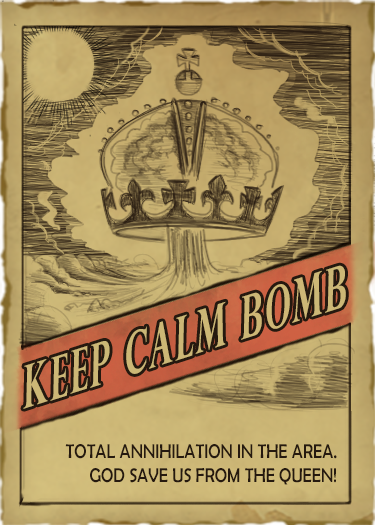 KEEP CALM BOMB
TOTAL ANNIHILATION IN THE AREA.
GOD SAVE US FROM THE QUEEN!